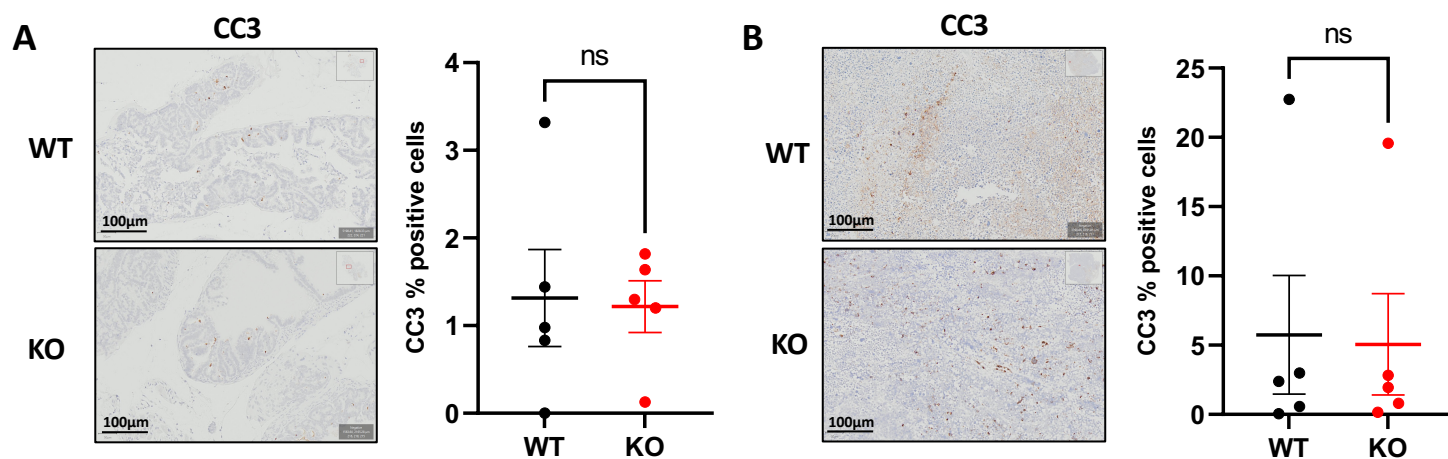 A
CC3
WT
100µm
KO
100µm
CC3 % positive cells
4
3
2
1
0
ns
WT
KO
B
CC3
WT
100µm
KO
100µm
CC3 % positive cells
25
20
15
10
5
0
ns
WT
KO